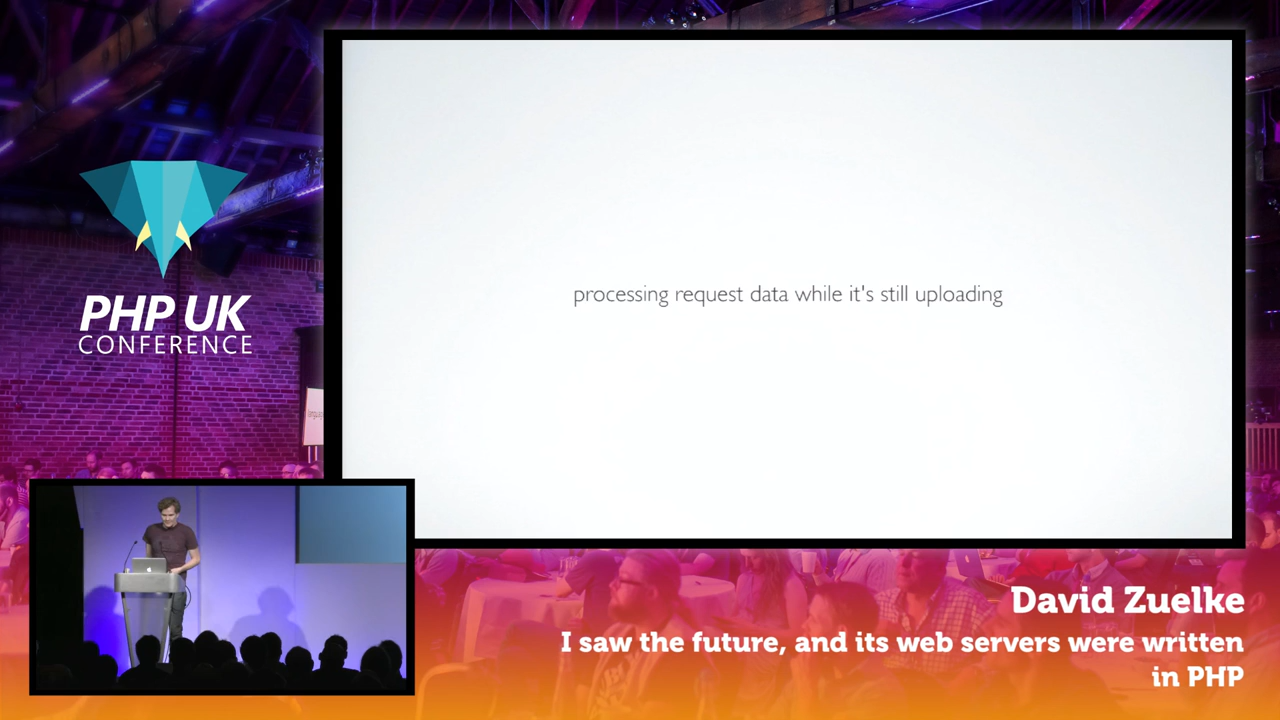 processing request data while it's still uploading
PHP UK
CONFERENCE
David Zuelke
I saw the future, and its web servers were written
in PHP